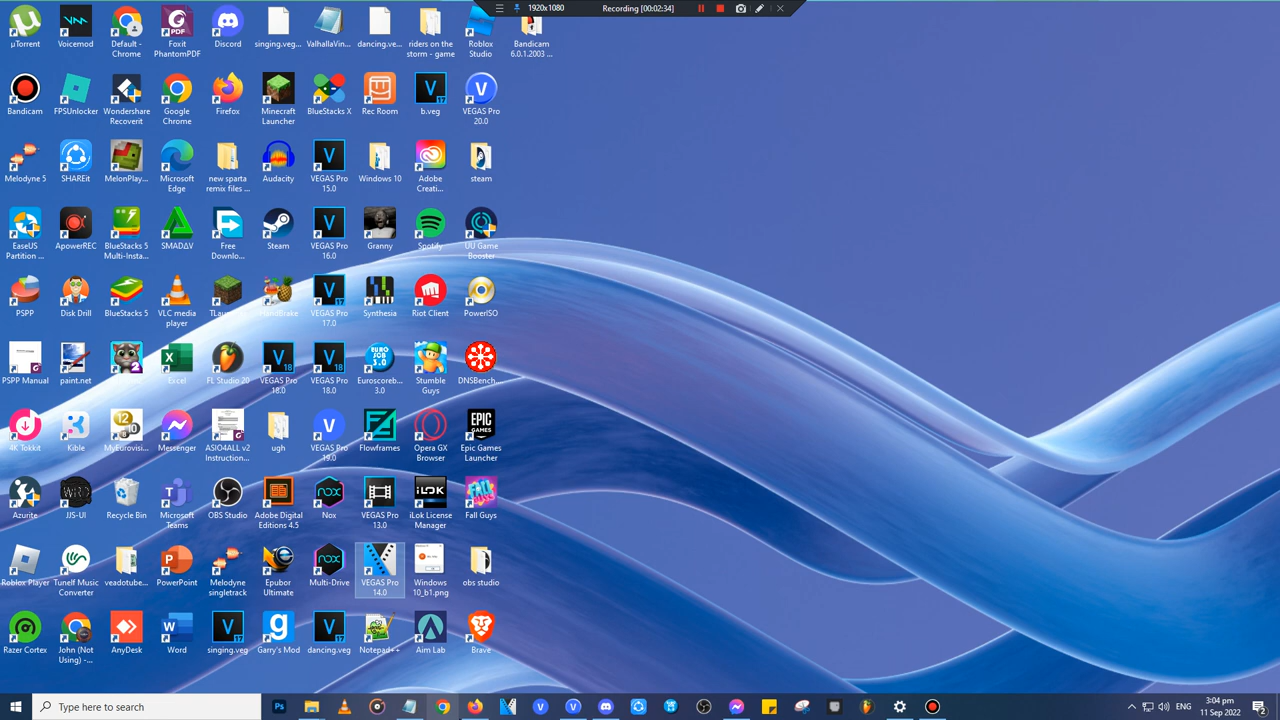 1920x1080
Recording [00:02:34]
µTorrent
Voicemod
Default - Chrome
Foxit PhantomPDF
Discord
singing.veg...
ValhallaVin...
dancing.ve...
riders on the storm - game
Roblox Studio
Bandicam 6.0.1.2003 ...
Bandicam
FPSUnlocker
Wondershare Recoverit
Google Chrome
Firefox
Minecraft Launcher
BlueStacks X
Rec Room
b.veg
VEGAS Pro 20.0
Melodyne 5
SHAREit
MelonPlay...
Microsoft Edge
new sparta remix files ...
Audacity
VEGAS Pro 15.0
Windows 10
Adobe Creati...
steam
EaseUS Partition ...
ApowerREC
BlueStacks 5 Multi-Insta...
SMADΔV
Free Downlo...
Steam
VEGAS Pro 16.0
Granny
Spotify
UU Game Booster
PSPP
Disk Drill
BlueStacks 5
VLC media player
HandBrake
VEGAS Pro 17.0
Synthesia
Riot Client
PowerISO
PSPP Manual
paint.net
Excel
FL Studio 20
VEGAS Pro 18.0
VEGAS Pro 18.0
Euroscoreb... 3.0
Stumble Guys
DNSBench...
4K Tokkit
Kible
MyEurovisi...
Messenger
ASIO4ALL v2 Instruction...
ugh
VEGAS Pro 19.0
Flowframes
Opera GX Browser
Epic Games Launcher
Azurite
JJS-UI
Recycle Bin
Microsoft Teams
OBS Studio
Adobe Digital Editions 4.5
Nox
VEGAS Pro 13.0
iLok License Manager
Fall Guys
Roblox Player
Tunelf Music Converter
veadotube...
PowerPoint
Melodyne singletrack
Epubor Ultimate
Multi-Drive
VEGAS Pro 14.0
Windows 10_b1.png
obs studio
Razer Cortex
John (Not Using) -...
AnyDesk
Word
singing.veg
Garry's Mod
dancing.veg
Notepad++
Aim Lab
Brave
Type here to search
ENG
3:04 pm
11 Sep 2022